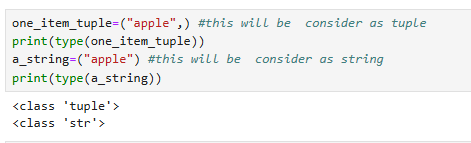 one_item_tuple=("apple",) #this will be  consider as tuple
print(type(one_item_tuple))
a_string=("apple") #this will be  consider as string
print(type(a_string))
<class 'tuple'>
<class 'str'>